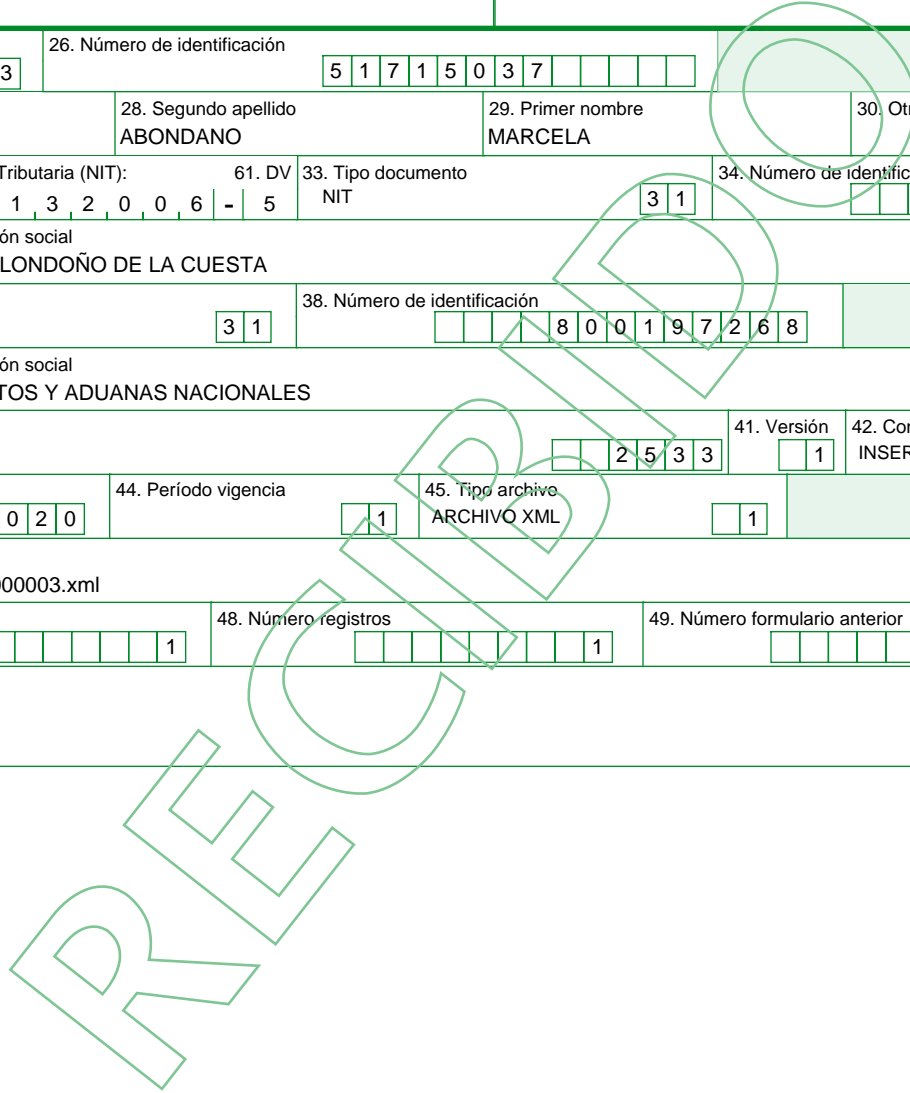 26. Número de identificación
3 5 1 7 1 5 0 3 7
28. Segundo apellido 29. Primer nombre 30. Otr
ABONDANO MARCELA
Tributaria (NIT): 61. DV 33. Tipo documento 34. Número de identific
1 3 2 0 0 6 - 5 NIT 3 1
ón social
LONDOÑO DE LA CUESTA
38. Número de identificación
3 1 8 0 0 1 9 7 2 6 8
ón social
TOS Y ADUANAS NACIONALES
41. Versión 42. Con
2 5 3 3 1 INSER
44. Período vigencia 45. Tipo archivo
0 2 0 1 ARCHIVO XML 1
000003.xml
48. Número registros 49. Número formulario anterior
1 1
RECIBIDO